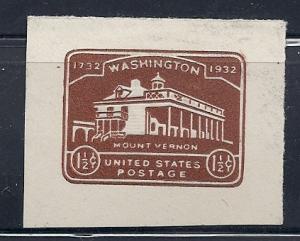 1732 WASHINGTON 1932
MOUNT VERNON
1½¢ UNITED STATES 1½¢
POSTAGE